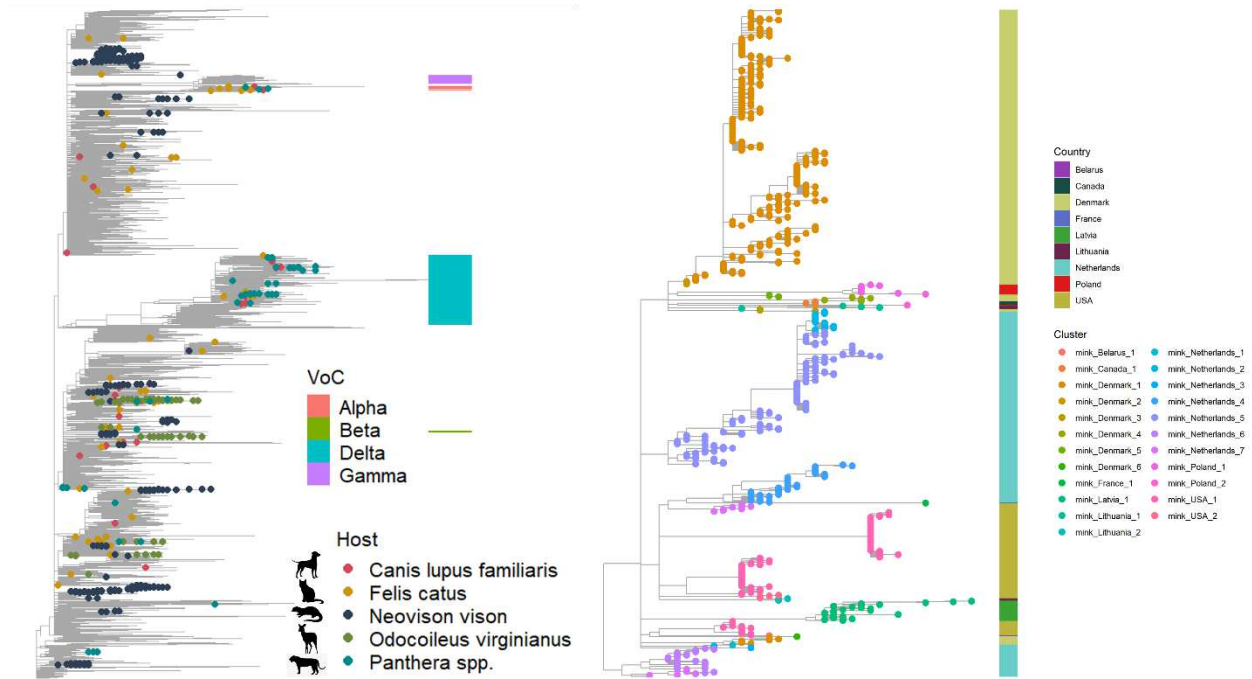 VoC
Alpha
Beta
Delta
Gamma
Host
Canis lupus familiaris
Felis catus
Neovison vison
Odocoileus virginianus
Panthera spp.
Country
Belarus
Canada
Denmark
France
Latvia
Lithuania
Netherlands
Poland
USA
Cluster
mink_Belarus_1
mink_Canada_1
mink_Denmark_1
mink_Denmark_2
mink_Denmark_3
mink_Denmark_4
mink_Denmark_5
mink_Denmark_6
mink_France_1
mink_Latvia_1
mink_Lithuania_1
mink_Lithuania_2
mink_Netherlands_1
mink_Netherlands_2
mink_Netherlands_3
mink_Netherlands_4
mink_Netherlands_5
mink_Netherlands_6
mink_Netherlands_7
mink_Poland_1
mink_Poland_2
mink_USA_1
mink_USA_2